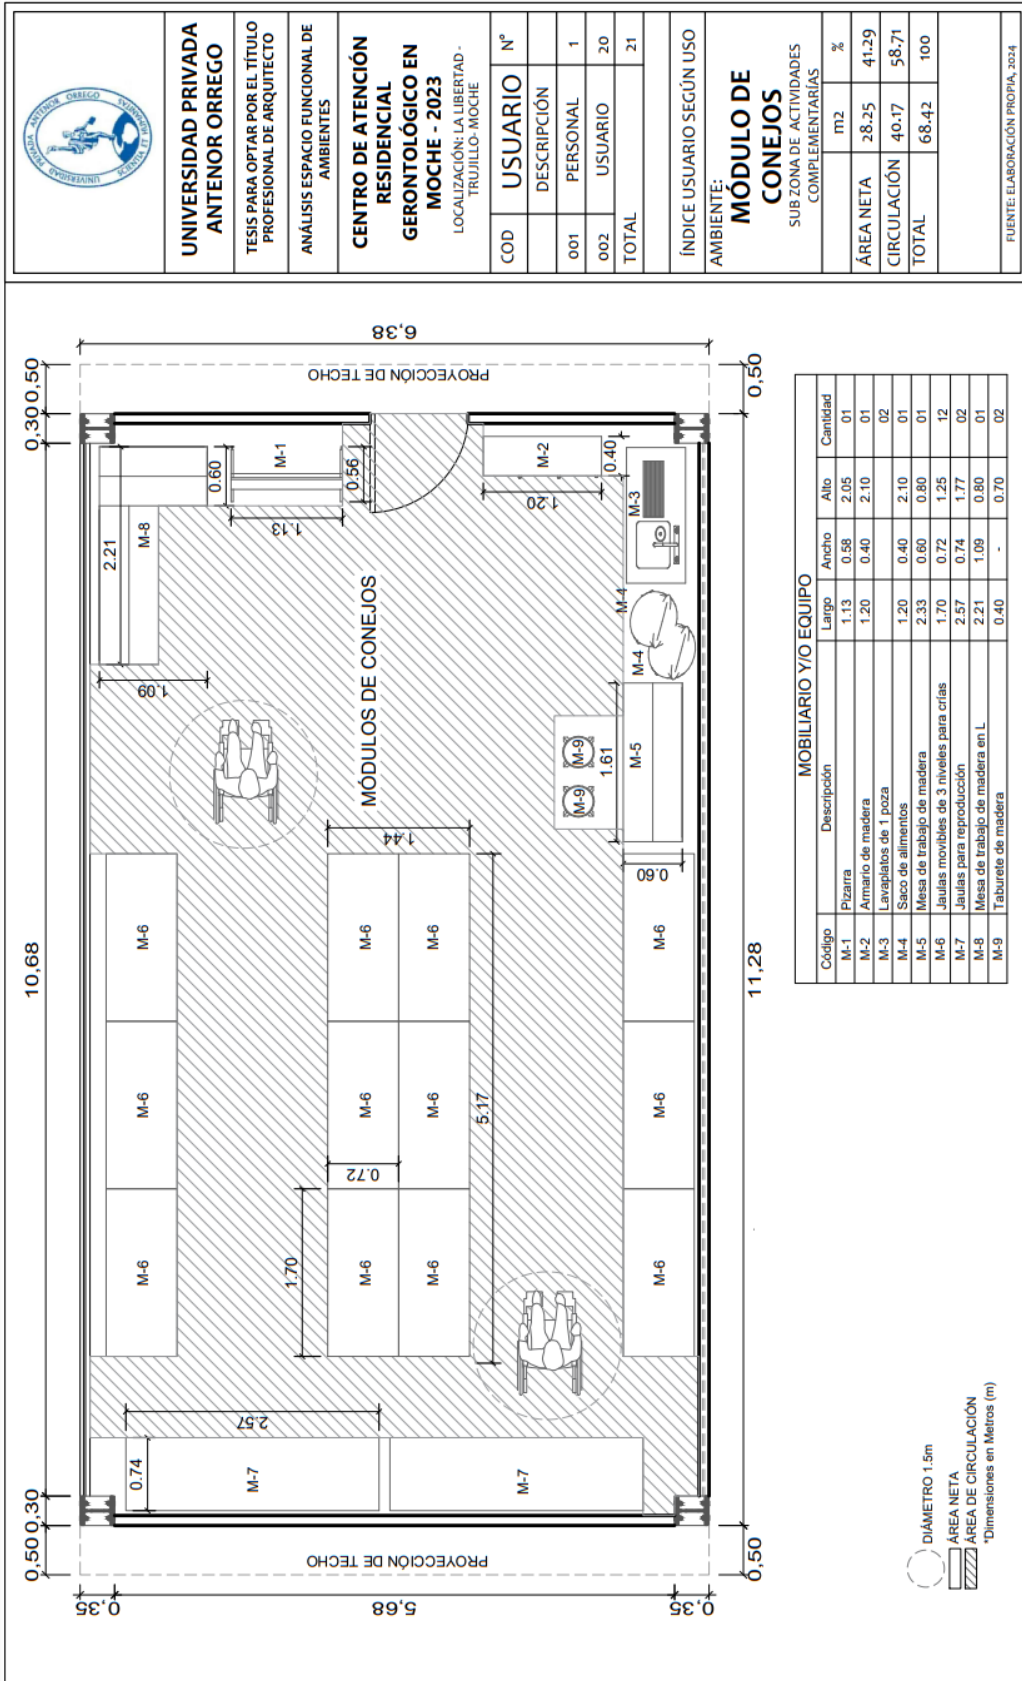 UNIVERSIDAD PRIVADA ANTENOR ORREGO
UNIVERSIDAD PRIVADA
ANTENOR ORREGO
TESIS PARA OPTAR POR EL TÍTULO
PROFESIONAL DE ARQUITECTO
ANÁLISIS ESPACIO FUNCIONAL DE
AMBIENTES
CENTRO DE ATENCIÓN
RESIDENCIAL
GERONTOLÓGICO EN
MOCHE - 2023
LOCALIZACIÓN: LA LIBERTAD -
TRUJILLO- MOCHE
COD USUARIO N°
DESCRIPCIÓN
001 PERSONAL 1
002 USUARIO 20
TOTAL 21
ÍNDICE USUARIO SEGÚN USO
AMBIENTE:
MÓDULO DE
CONEJOS
SUB ZONA DE ACTIVIDADES
COMPLEMENTARÍAS
m2 %
ÁREA NETA 28.25 41.29
CIRCULACIÓN 40.17 58.71
TOTAL 68.42 100
FUENTE: ELABORACIÓN PROPIA, 2024
0,50 0,30
10,68
0,30 0,50
0,35
5,68
0,35
6,38
0,50
11,28
0,50
PROYECCIÓN DE TECHO
PROYECCIÓN DE TECHO
MÓDULOS DE CONEJOS
M-7
M-7
0.74
2.57
M-6
M-6
M-6
M-6
M-6
M-6
M-6
M-6
M-6
M-6
M-6
M-6
1.70
0.72
5.17
1.44
0.60
1.61
M-5
M-9
M-9
M-4
M-4
M-3
M-2
1.20
0.40
M-8
2.21
1.09
M-1
0.60
1.13
0.56
MOBILIARIO Y/O EQUIPO
Código Descripción Largo Ancho Alto Cantidad
M-1 Pizarra 1.13 0.58 2.05 01
M-2 Armario de madera 1.20 0.40 2.10 01
M-3 Lavaplatos de 1 poza 02
M-4 Saco de alimentos 1.20 0.40 2.10 01
M-5 Mesa de trabajo de madera 2.33 0.60 0.80 01
M-6 Jaulas movibles de 3 niveles para crías 1.70 0.72 1.25 12
M-7 Jaulas para reproducción 2.57 0.74 1.77 02
M-8 Mesa de trabajo de madera en L 2.21 1.09 0.80 01
M-9 Taburete de madera 0.40 - 0.70 02
DIÁMETRO 1.5m
ÁREA NETA
ÁREA DE CIRCULACIÓN
*Dimensiones en Metros (m)